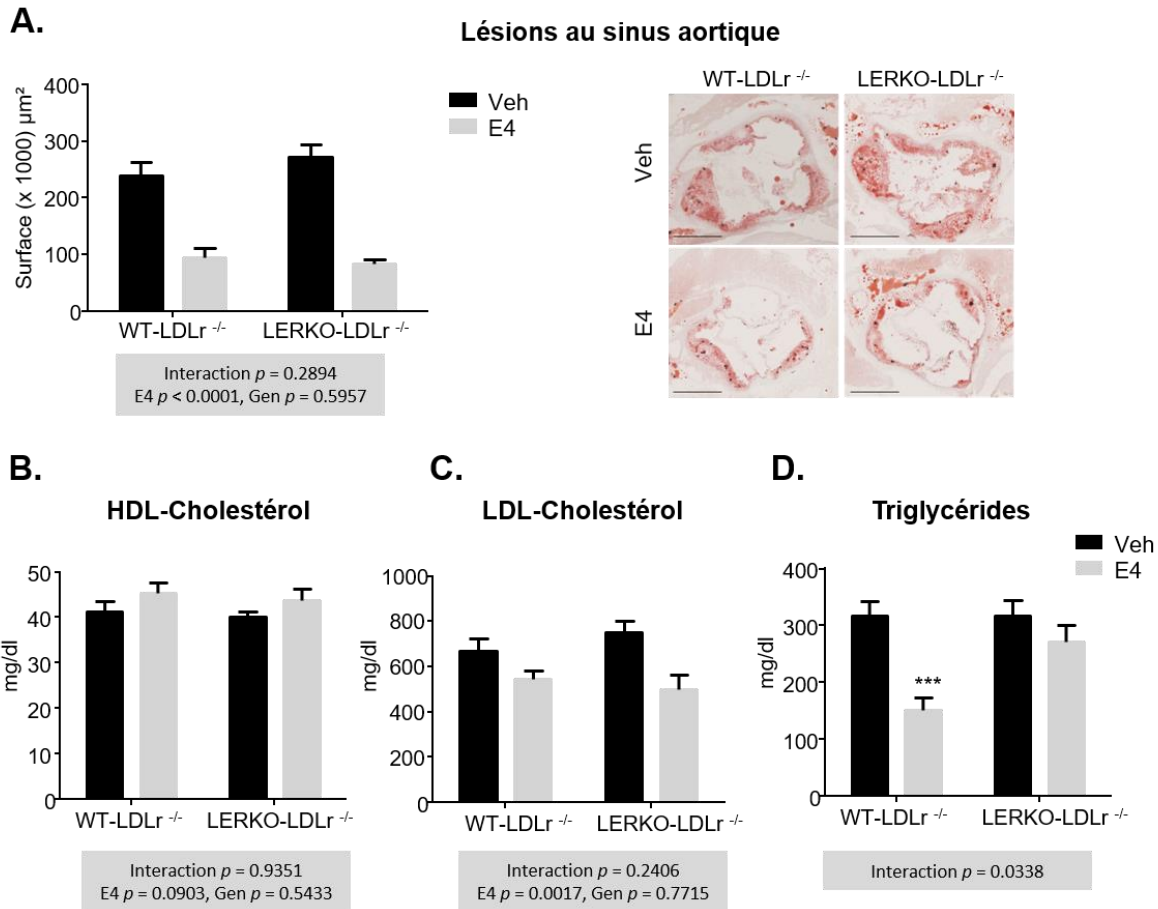 A.
Lésions au sinus aortique
Surface (x 1000) µm²
400
300
200
100
0
WT-LDLr -/-
LERKO-LDLr -/-
Veh
E4
Interaction p = 0.2894
E4 p < 0.0001, Gen p = 0.5957
WT-LDLr -/-
LERKO-LDLr -/-
Veh
E4
B.
HDL-Cholestérol
mg/dl
50
40
30
20
10
0
WT-LDLr -/-
LERKO-LDLr -/-
Interaction p = 0.9351
E4 p = 0.0903, Gen p = 0.5433
C.
LDL-Cholestérol
mg/dl
1000
800
600
400
200
0
WT-LDLr -/-
LERKO-LDLr -/-
Interaction p = 0.2406
E4 p = 0.0017, Gen p = 0.7715
D.
Triglycérides
Veh
E4
mg/dl
400
300
200
100
0
***
WT-LDLr -/-
LERKO-LDLr -/-
Interaction p = 0.0338